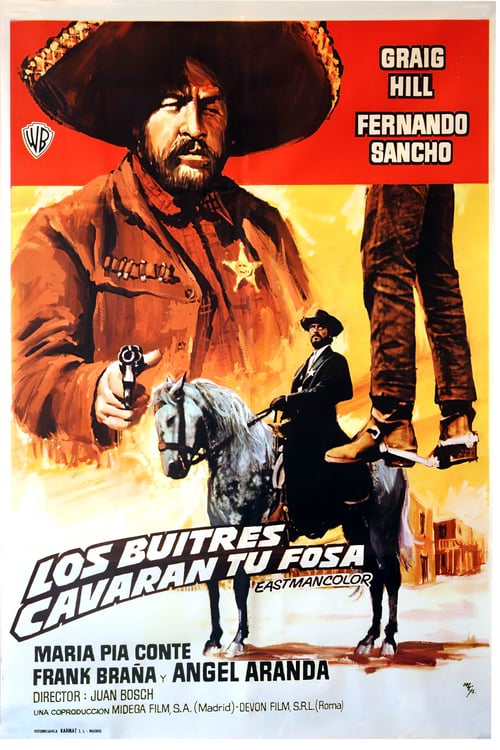 GRAIG
HILL
FERNANDO
SANCHO
WB
LOS BUITRES
CAVARAN TU FOSA
EASTMANCOLOR
MARIA PIA CONTE
FRANK BRAÑA Y ANGEL ARANDA
DIRECTOR : JUAN BOSCH
UNA COPRODUCCION MIDEGA FILM, S.A. (Madrid) - DEVON FILM, S.R.L. (Roma)